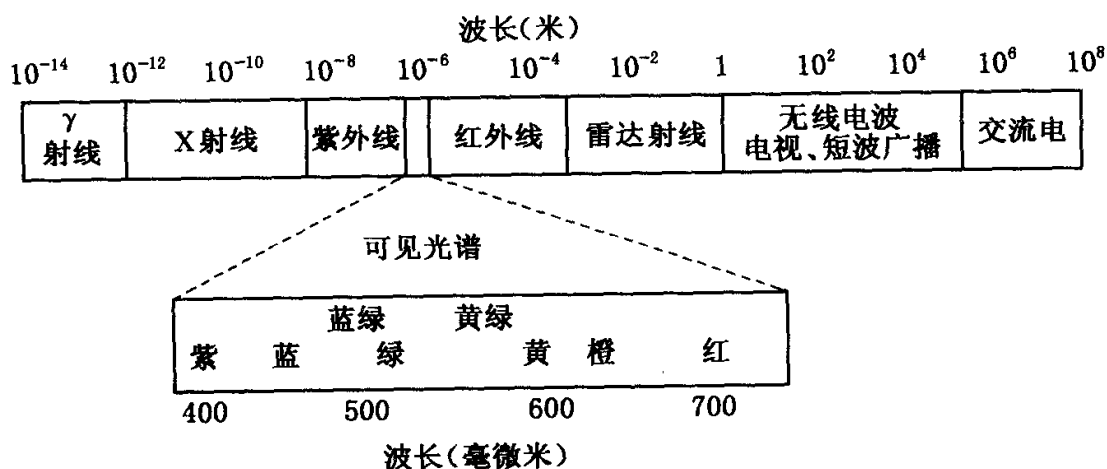 波长(米)
10⁻¹⁴ 10⁻¹² 10⁻¹⁰ 10⁻⁸ 10⁻⁶ 10⁻⁴ 10⁻² 1 10² 10⁴ 10⁶ 10⁸
γ
射线 X射线 紫外线 红外线 雷达射线 无线电波
电视、短波广播 交流电
可见光谱
蓝绿 黄绿
紫 蓝 绿 黄 橙 红
400 500 600 700
波长(毫微米)